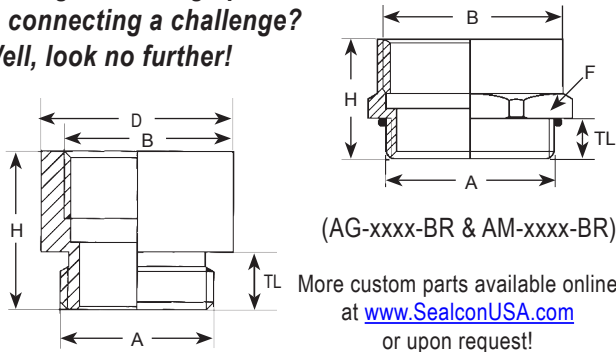 connecting a challenge?
Well, look no further!
D
B
H
TL
A
B
F
H
TL
A
(AG-xxxx-BR & AM-xxxx-BR)
More custom parts available online
at www.SealconUSA.com
or upon request!